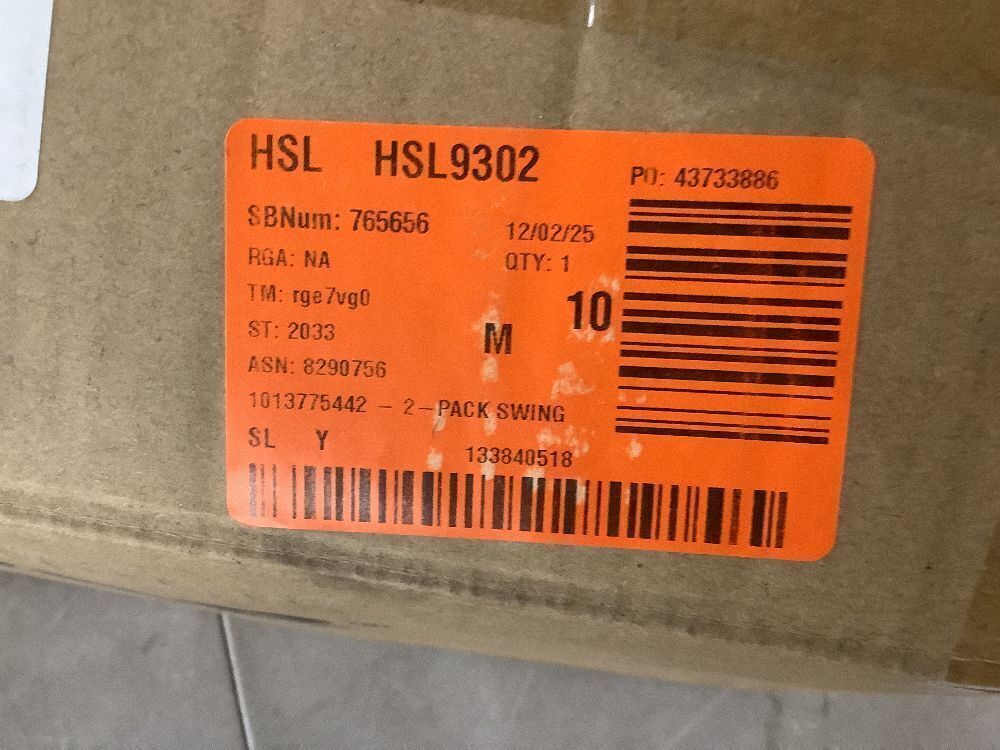 HSL HSL9302
PO: 43733886
SBNum: 765656
12/02/25
RGA: NA
QTY: 1
TM: rge7vg0
10
ST: 2033
M
ASN: 8290756
1013775442 - 2-PACK SWING
SL Y
133840518